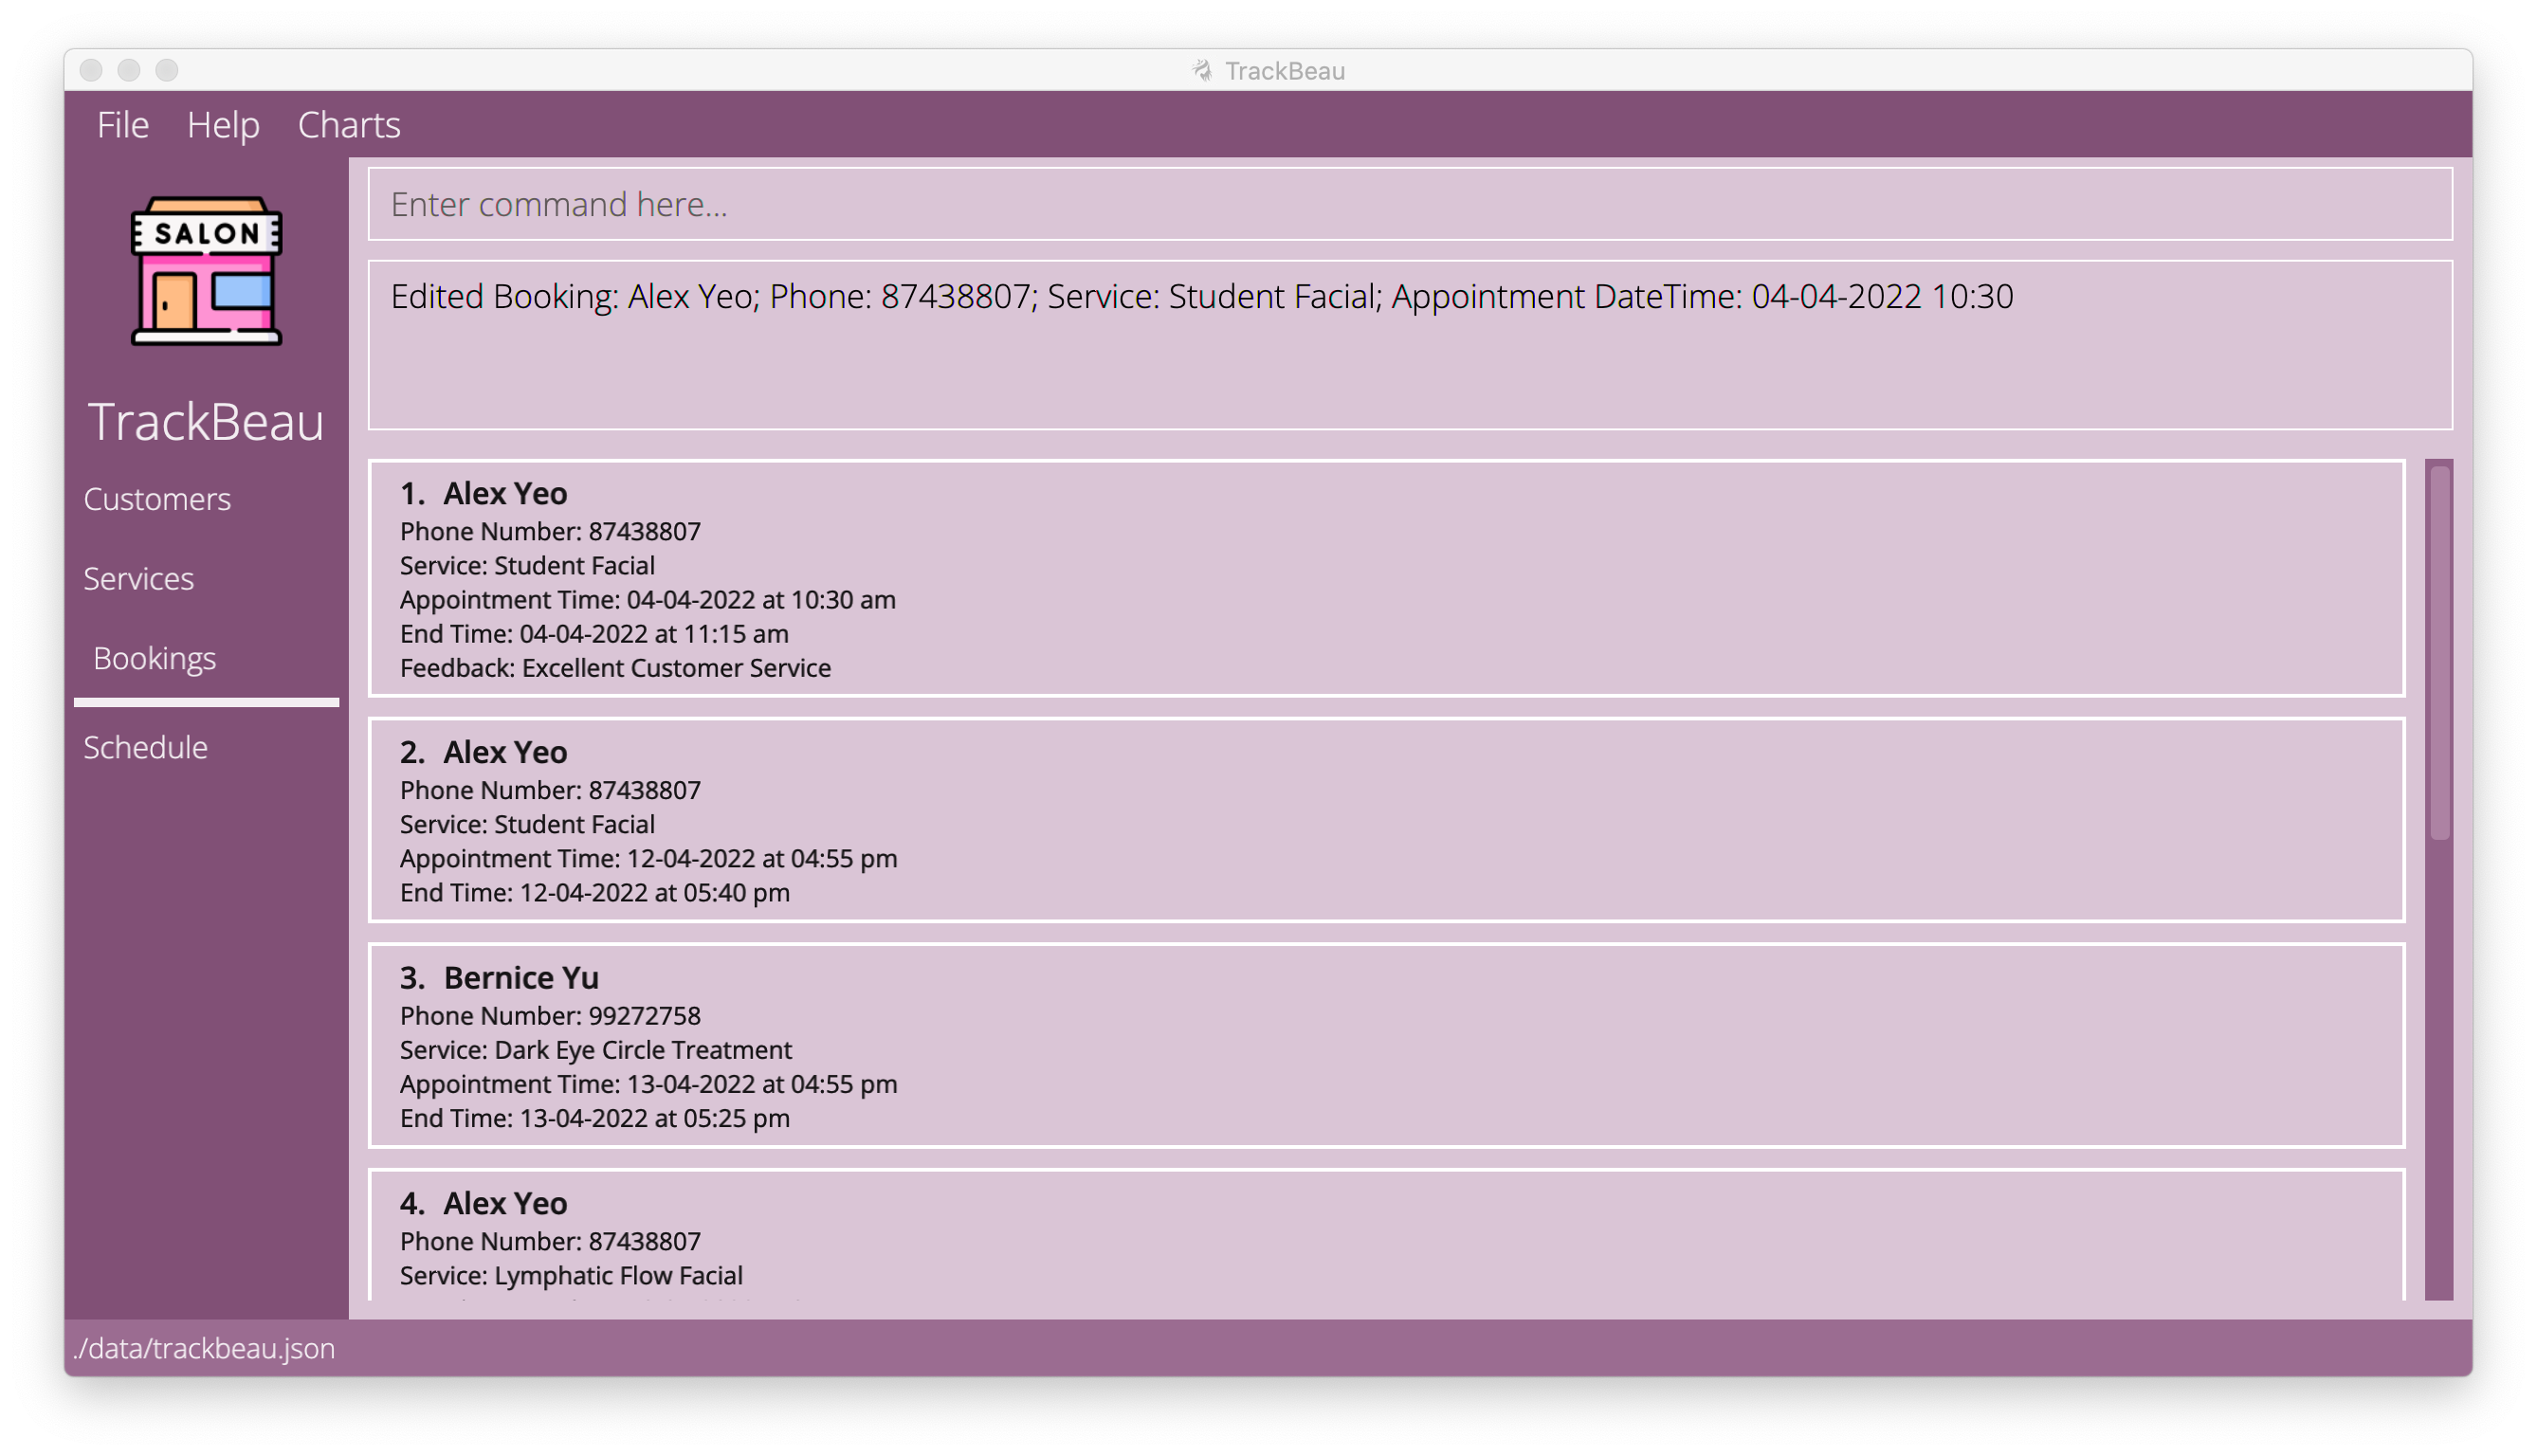 TrackBeau
File Help Charts
SALON
TrackBeau
Customers
Services
Bookings
Schedule
Enter command here...
Edited Booking: Alex Yeo; Phone: 87438807; Service: Student Facial; Appointment DateTime: 04-04-2022 10:30
1. Alex Yeo
Phone Number: 87438807
Service: Student Facial
Appointment Time: 04-04-2022 at 10:30 am
End Time: 04-04-2022 at 11:15 am
Feedback: Excellent Customer Service
2. Alex Yeo
Phone Number: 87438807
Service: Student Facial
Appointment Time: 12-04-2022 at 04:55 pm
End Time: 12-04-2022 at 05:40 pm
3. Bernice Yu
Phone Number: 99272758
Service: Dark Eye Circle Treatment
Appointment Time: 13-04-2022 at 04:55 pm
End Time: 13-04-2022 at 05:25 pm
4. Alex Yeo
Phone Number: 87438807
Service: Lymphatic Flow Facial
./data/trackbeau.json